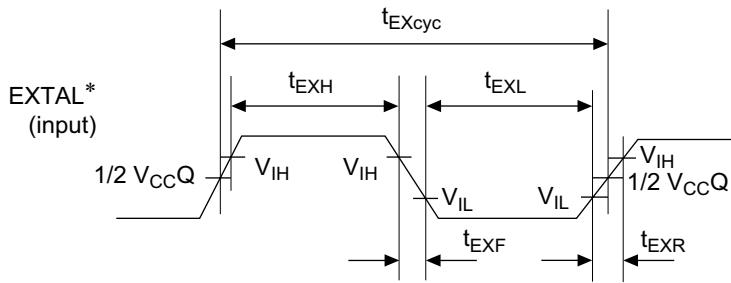 tEXcyc
tEXH
tEXL
EXTAL*
(input)
1/2 VCCQ
VIH
VIH
VIL
VIL
VIH
1/2 VCCQ
tEXF
tEXR